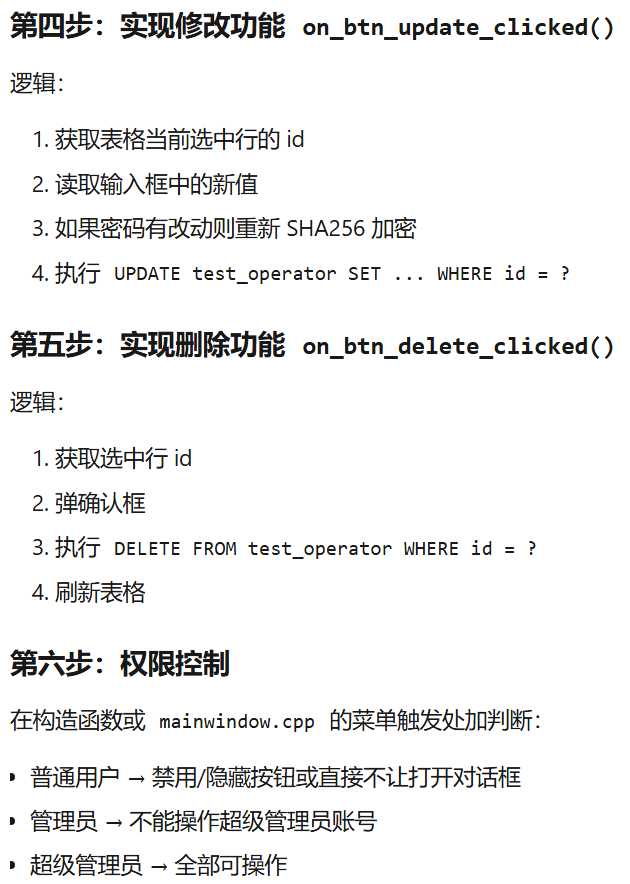 第四步：实现修改功能 on_btn_update_clicked()
逻辑：
1. 获取表格当前选中行的 id
2. 读取输入框中的新值
3. 如果密码有改动则重新 SHA256 加密
4. 执行 UPDATE test_operator SET ... WHERE id = ?
第五步：实现删除功能 on_btn_delete_clicked()
逻辑：
1. 获取选中行 id
2. 弹确认框
3. 执行 DELETE FROM test_operator WHERE id = ?
4. 刷新表格
第六步：权限控制
在构造函数或 mainwindow.cpp 的菜单触发处加判断：
• 普通用户 → 禁用/隐藏按钮或直接不让打开对话框
• 管理员 → 不能操作超级管理员账号
• 超级管理员 → 全部可操作